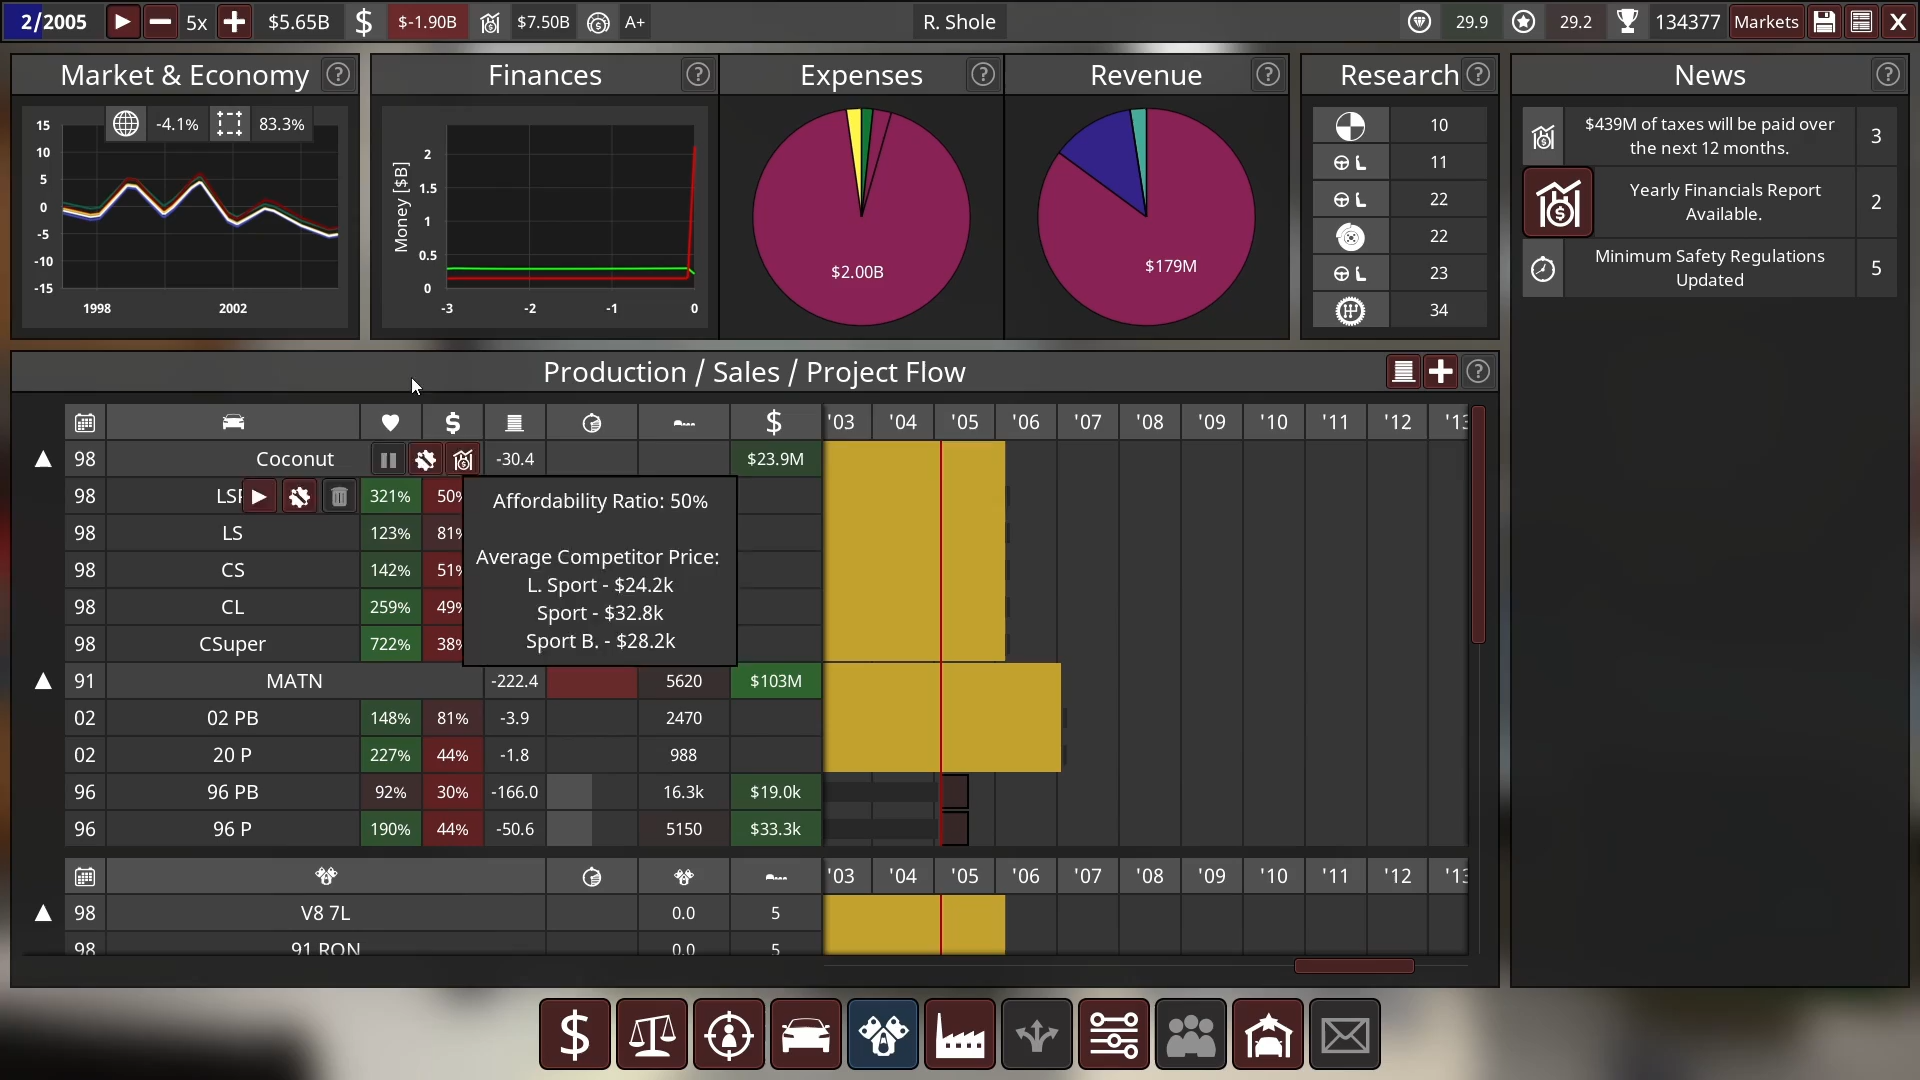 2/2005 5x $5.65B $-1.90B $7.50B A+ R. Shole 29.9 29.2 134377 Markets X
Market & Economy ?
-4.1% 83.3%
15
10
5
0
-5
-10
-15
1998 2002
Finances ?
Money [$B]
2
1.5
1
0.5
0
-3 -2 -1 0
Expenses ?
$2.00B
Revenue ?
$179M
Research ?
10
11
22
22
23
34
News ?
$439M of taxes will be paid over
the next 12 months.
3
Yearly Financials Report
Available.
2
Minimum Safety Regulations
Updated
5
Production / Sales / Project Flow ?
$ $ '03 '04 '05 '06 '07 '08 '09 '10 '11 '12
98 Coconut -30.4 $23.9M
98 321% 50%
98 LS 123% 81%
98 CS 142% 51%
98 CL 259% 49%
98 CSuper 722% 38%
Affordability Ratio: 50%
Average Competitor Price:
L. Sport - $24.2k
Sport - $32.8k
Sport B. - $28.2k
91 MATN -222.4 5620 $103M
02 02 PB 148% 81% -3.9 2470
02 20 P 227% 44% -1.8 988
96 96 PB 92% 30% -166.0 16.3k $19.0k
96 96 P 190% 44% -50.6 5150 $33.3k
'03 '04 '05 '06 '07 '08 '09 '10 '11 '12
98 V8 7L 0.0 5
98 91 RON 0.0 5
$